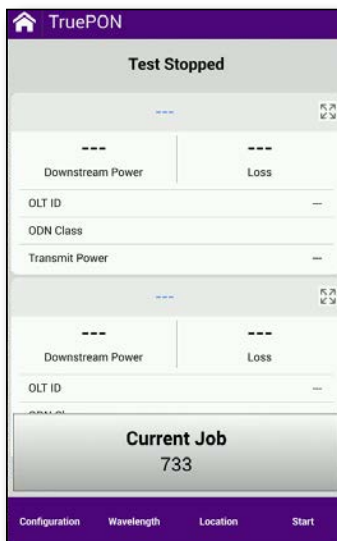 TruePON
Test Stopped
---
--- ---
Downstream Power Loss
OLT ID ---
ODN Class
Transmit Power ---
---
--- ---
Downstream Power Loss
OLT ID ---
Current Job
733
Configuration Wavelength Location Start